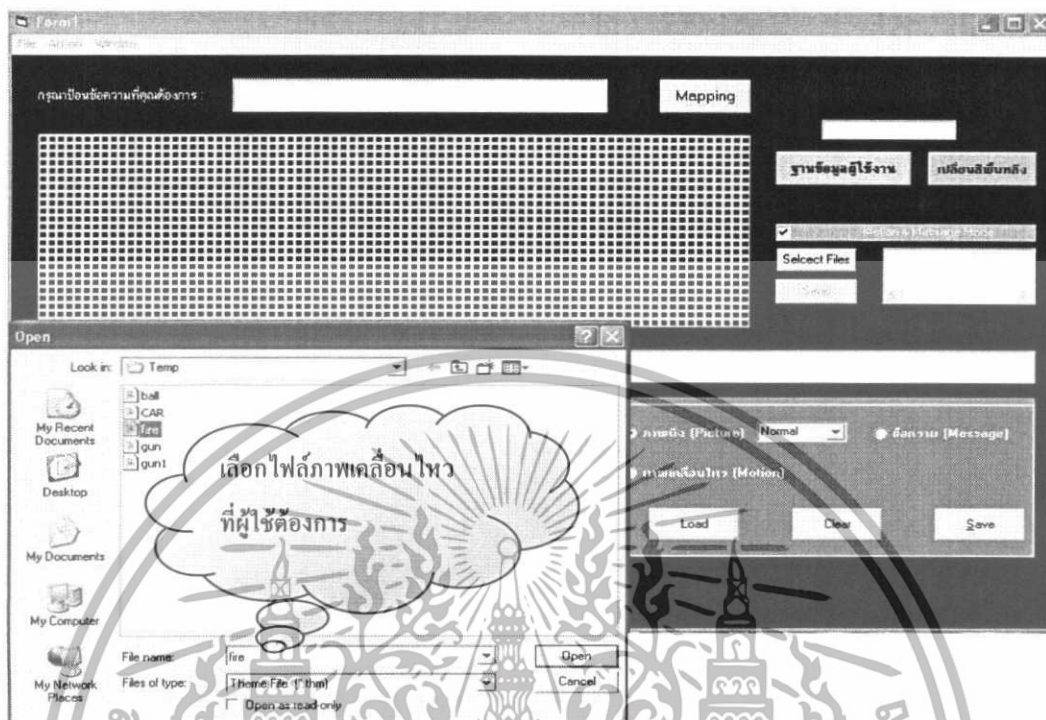 Form1
File Action Window
กรุณาป้อนข้อความที่คุณต้องการ :
Mapping
ฐานข้อมูลผู้ใช้งาน
เปลี่ยนสีพื้นหลัง
Motion & Message Mode
Selcect Files
Save
Open
Look in:
Temp
My Recent Documents
Desktop
My Documents
My Computer
My Network Places
ball
CAR
fire
gun
gun1
เลือกไฟล์ภาพเคลื่อนไหว
ที่ผู้ใช้ต้องการ
ภาพนิ่ง (Picture)
Normal
ข้อความ (Message)
ภาพเคลื่อนไหว (Motion)
Load
Clear
Save
File name:
fire
Open
Files of type:
Theme File (*.thm)
Cancel
Open as read-only